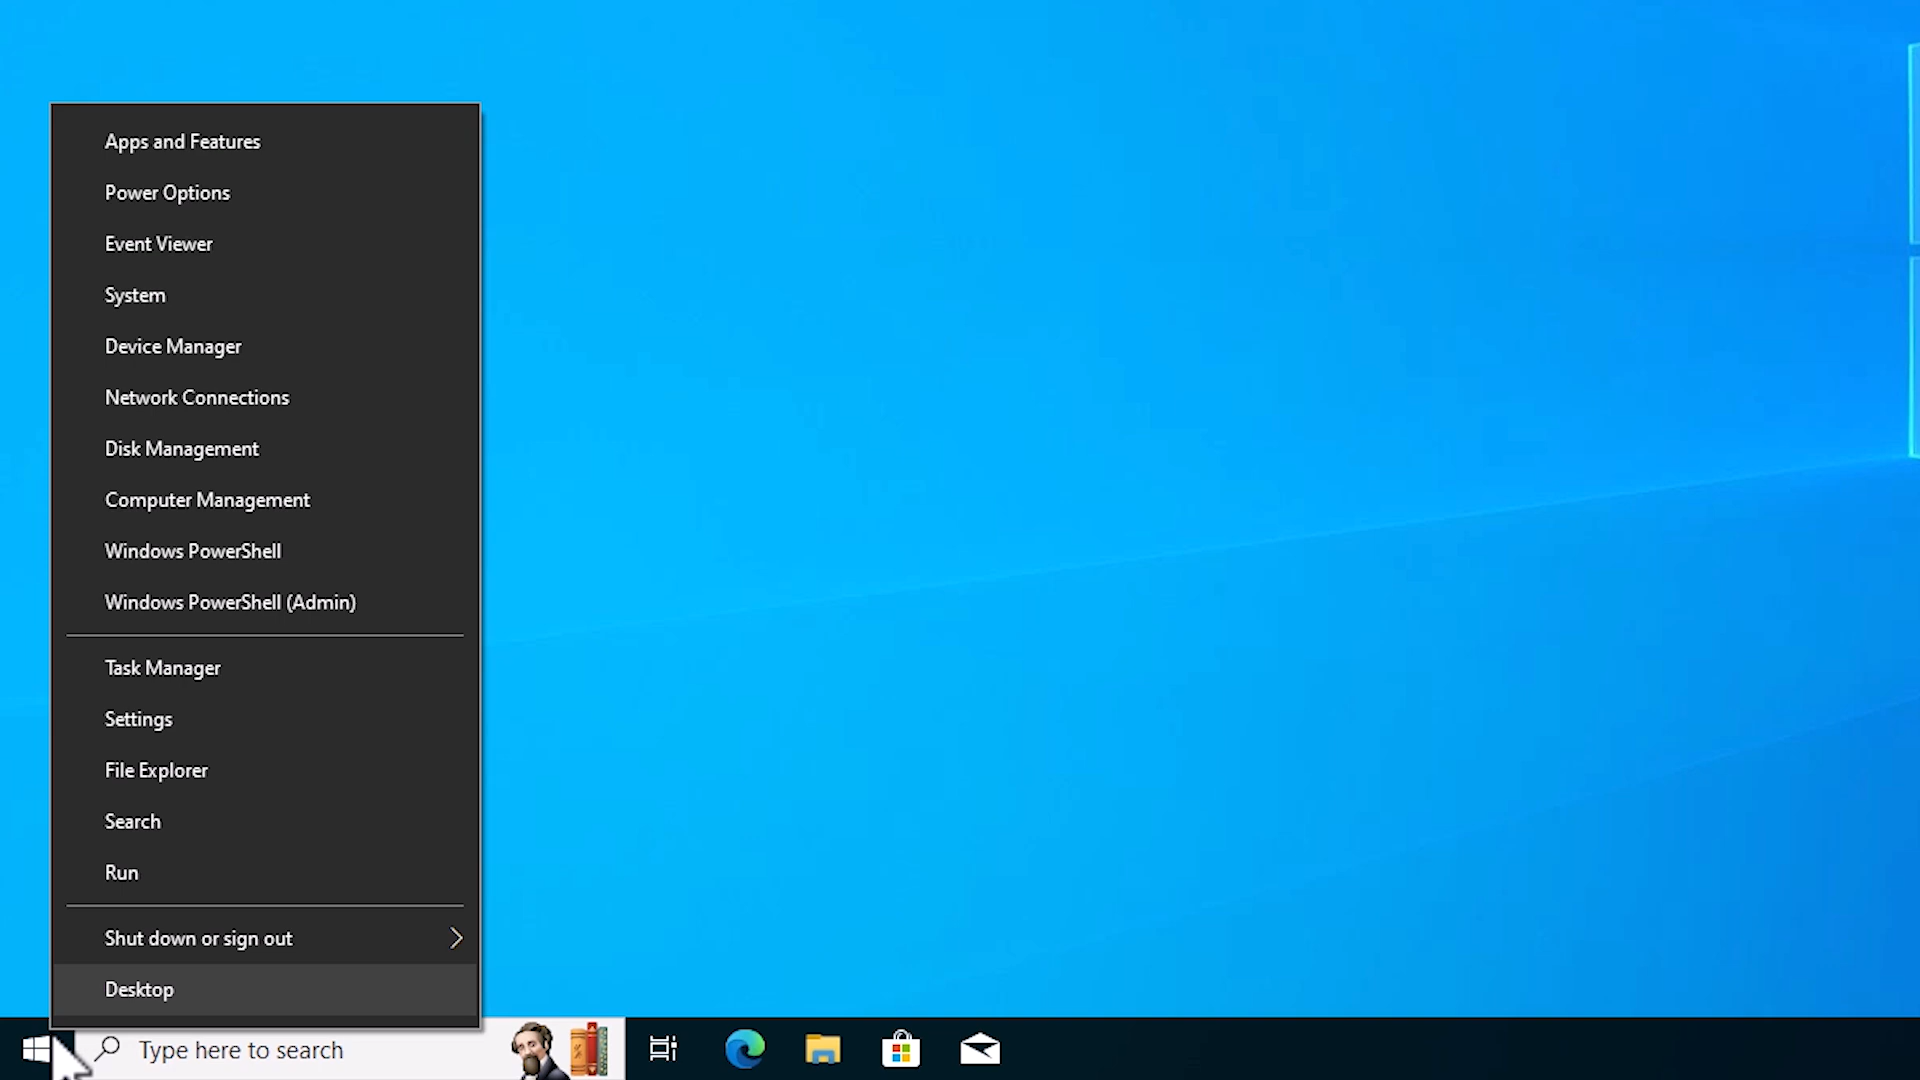 Apps and Features
Power Options
Event Viewer
System
Device Manager
Network Connections
Disk Management
Computer Management
Windows PowerShell
Windows PowerShell (Admin)
Task Manager
Settings
File Explorer
Search
Run
Shut down or sign out
Desktop
Type here to search